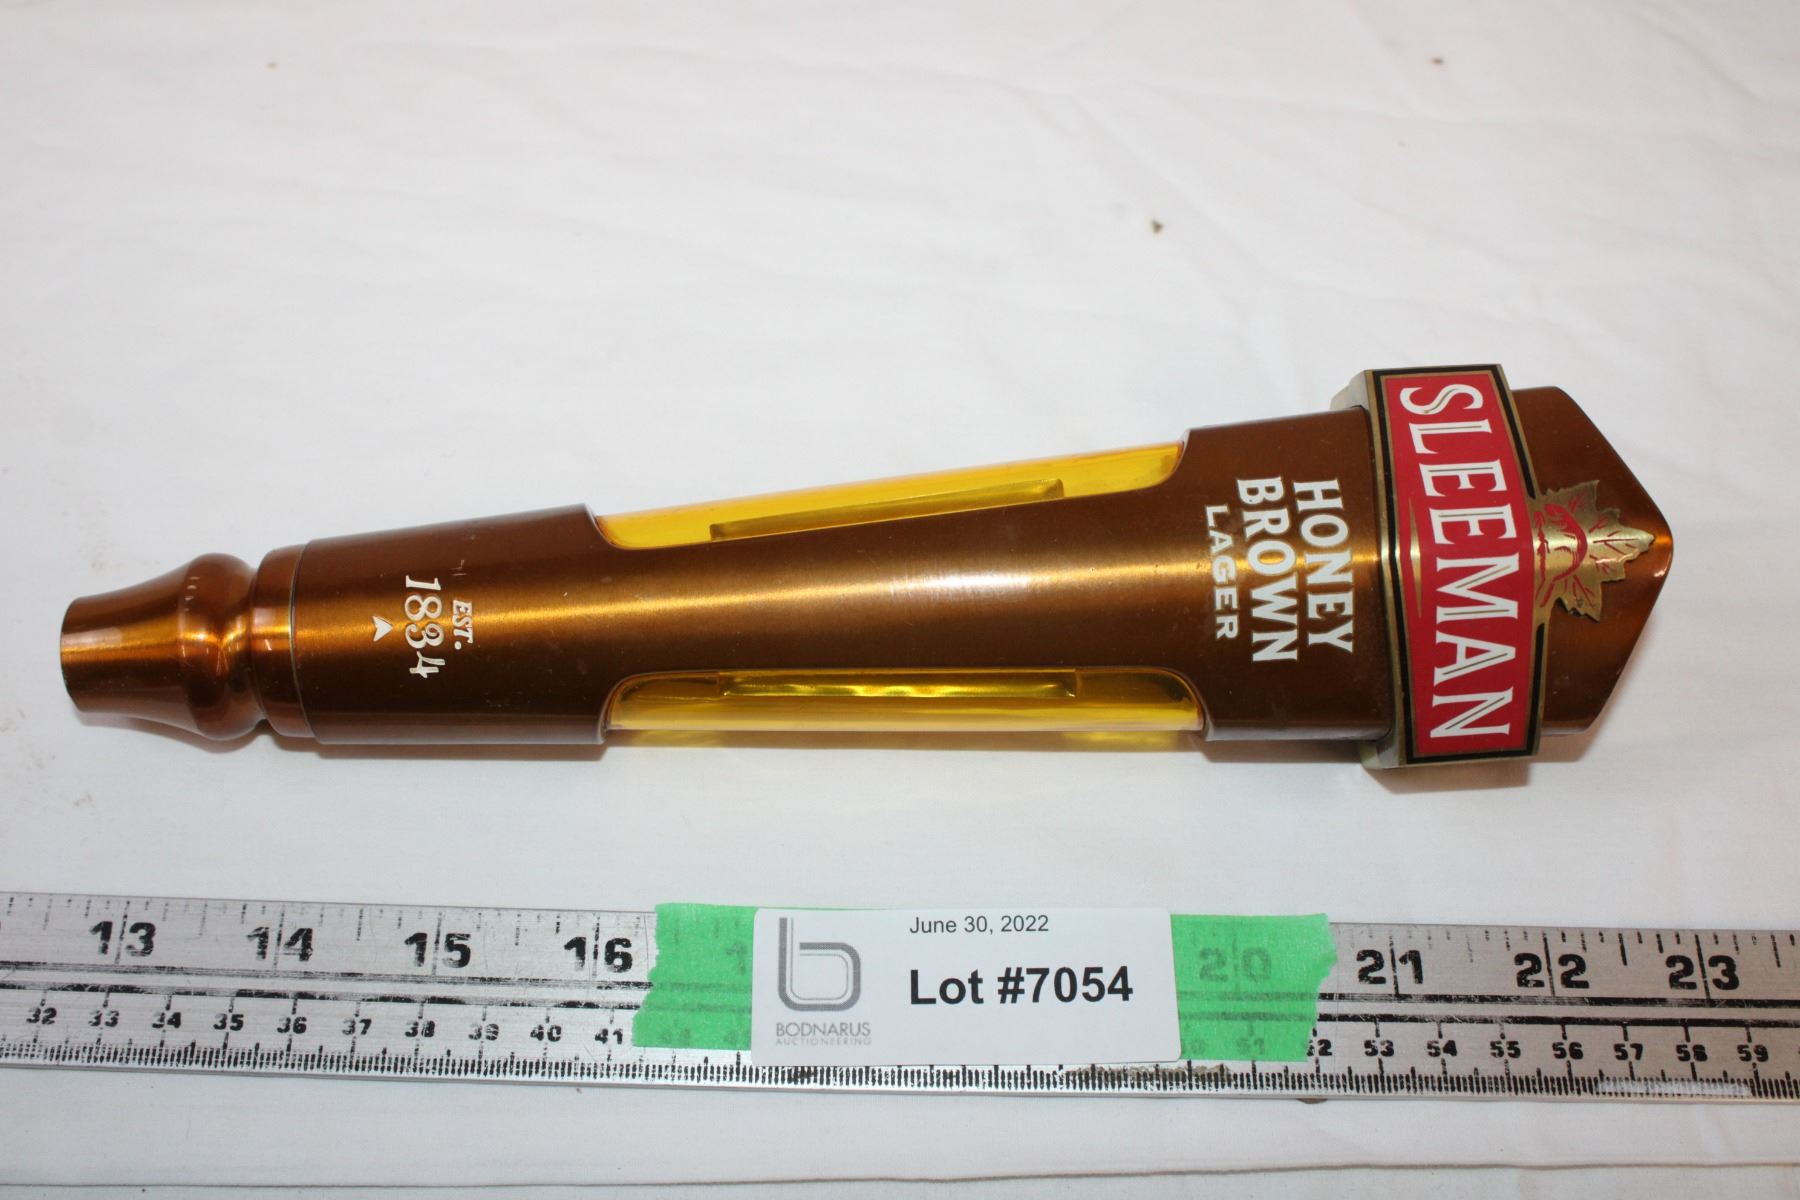 SLEEMAN
HONEY
BROWN
LAGER
EST.
1834
13 14 15 16 20 21 22 23
32 33 34 35 36 37 38 39 40 41 51 52 53 54 55 56 57 58 59
June 30, 2022
Lot #7054
BODNARUS
AUCTIONEERING